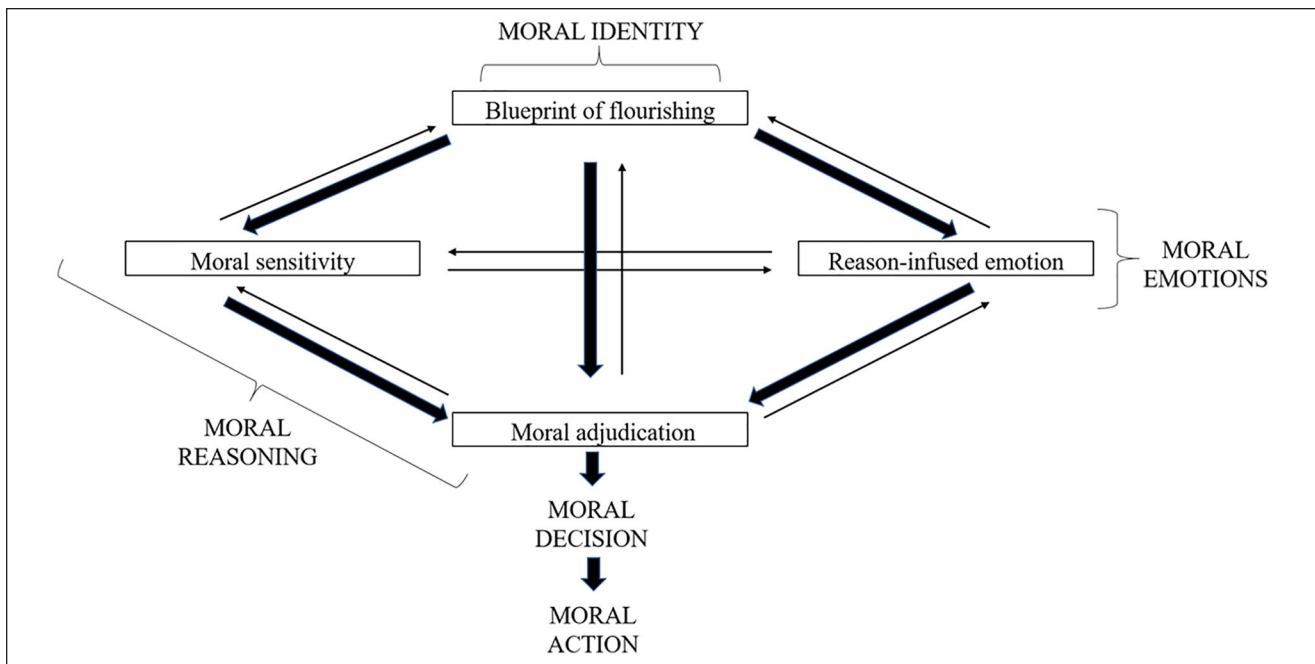 MORAL IDENTITY
Blueprint of flourishing
Moral sensitivity
Reason-infused emotion
MORAL
EMOTIONS
MORAL
REASONING
Moral adjudication
MORAL
DECISION
MORAL
ACTION